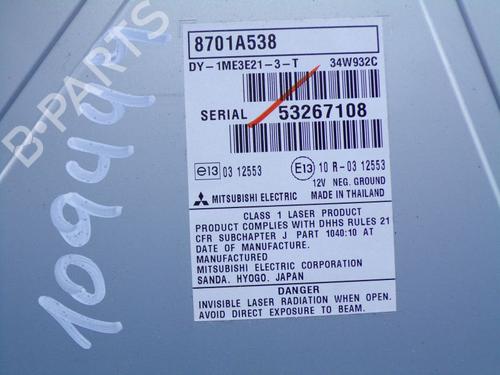 B-PARTS
109441
8701A538
DY-1ME3E21-3-T 34W932C
SERIAL 53267108
e13 03 12553 E13 10 R-03 12553
12V NEG. GROUND
MITSUBISHI ELECTRIC MADE IN THAILAND
CLASS 1 LASER PRODUCT
PRODUCT COMPLIES WITH DHHS RULES 21
CFR SUBCHAPTER J PART 1040:10 AT
DATE OF MANUFACTURE.
MANUFACTURED
MITSUBISHI ELECTRIC CORPORATION
SANDA. HYOGO. JAPAN
DANGER
INVISIBLE LASER RADIATION WHEN OPEN.
AVOID DIRECT EXPOSURE TO BEAM.